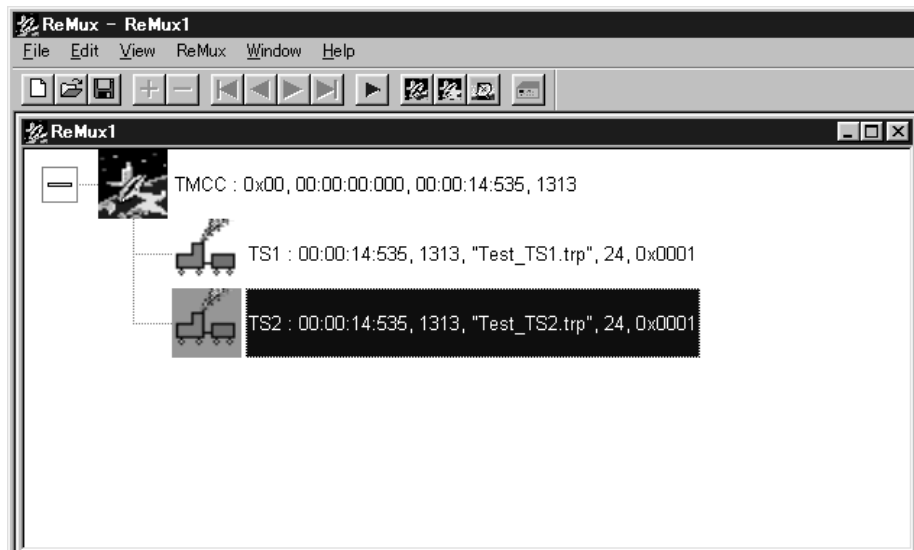 ReMux – ReMux1
File Edit View ReMux Window Help
ReMux1
TMCC : 0x00, 00:00:00:000, 00:00:14:535, 1313
TS1 : 00:00:14:535, 1313, "Test_TS1.trp", 24, 0x0001
TS2 : 00:00:14:535, 1313, "Test_TS2.trp", 24, 0x0001